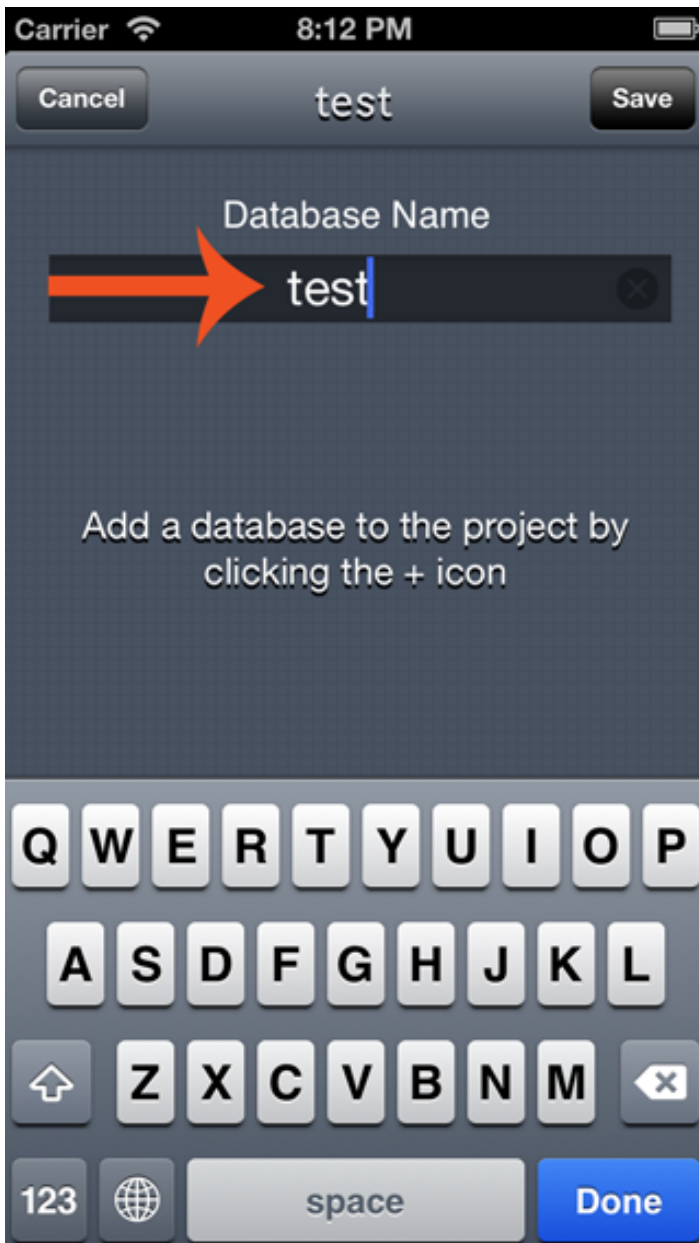 Carrier 8:12 PM
Cancel test Save
Database Name
test
Add a database to the project by
clicking the + icon
Q W E R T Y U I O P
A S D F G H J K L
Z X C V B N M
123 space Done